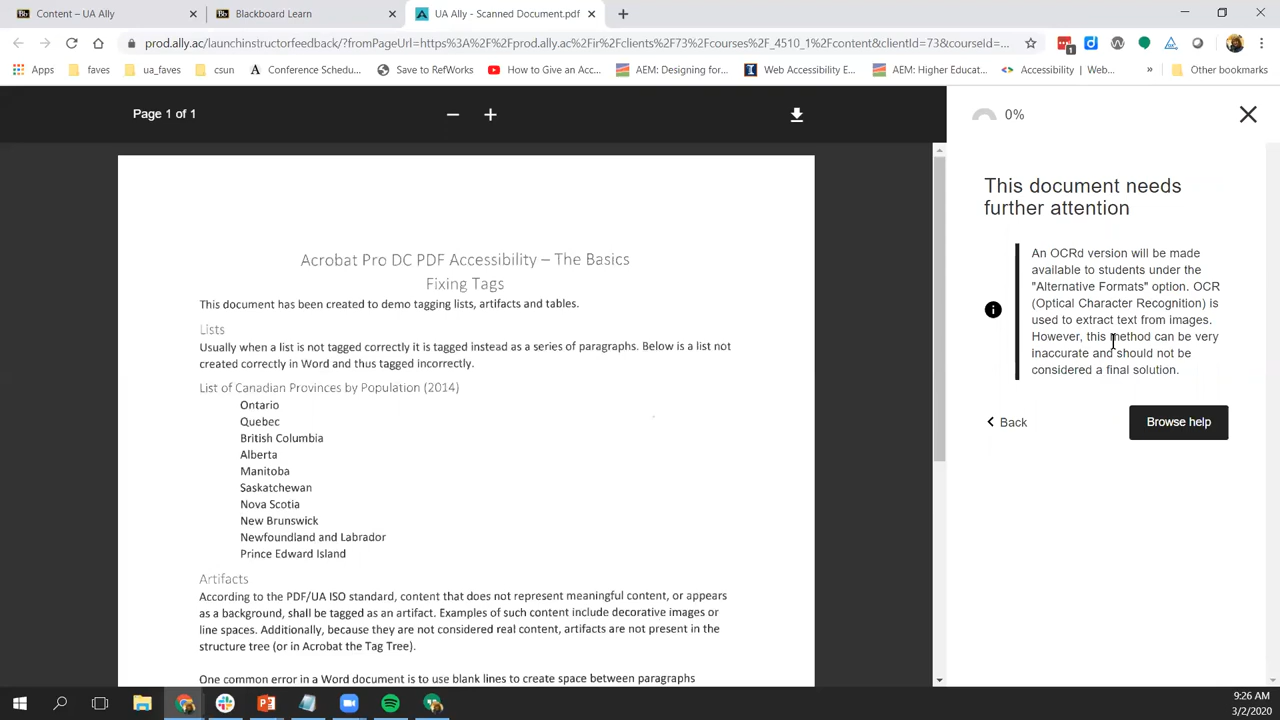 Content – UA Ally
Blackboard Learn
UA Ally - Scanned Document.pdf
prod.ally.ac/launchinstructorfeedback/?fromPageUrl=https%3A%2F%2Fprod.ally.ac%2Fir%2Fclients%2F73%2Fcourses%2F_4510_1%2Fcontent&clientId=73&courseId=...
1
Apps
faves
ua_faves
csun
Conference Schedu...
Save to RefWorks
How to Give an Acc...
AEM: Designing for...
Web Accessibility E...
AEM: Higher Educat...
Accessibility | Web...
»
Other bookmarks
Page 1 of 1
0%
Acrobat Pro DC PDF Accessibility – The Basics
Fixing Tags
This document has been created to demo tagging lists, artifacts and tables.
Lists
Usually when a list is not tagged correctly it is tagged instead as a series of paragraphs. Below is a list not
created correctly in Word and thus tagged incorrectly.
List of Canadian Provinces by Population (2014)
Ontario
Quebec
British Columbia
Alberta
Manitoba
Saskatchewan
Nova Scotia
New Brunswick
Newfoundland and Labrador
Prince Edward Island
Artifacts
According to the PDF/UA ISO standard, content that does not represent meaningful content, or appears
as a background, shall be tagged as an artifact. Examples of such content include decorative images or
line spaces. Additionally, because they are not considered real content, artifacts are not present in the
structure tree (or in Acrobat the Tag Tree).
One common error in a Word document is to use blank lines to create space between paragraphs
This document needs
further attention
An OCRd version will be made
available to students under the
"Alternative Formats" option. OCR
(Optical Character Recognition) is
used to extract text from images.
However, this method can be very
inaccurate and should not be
considered a final solution.
Back
Browse help
9:26 AM
3/2/2020